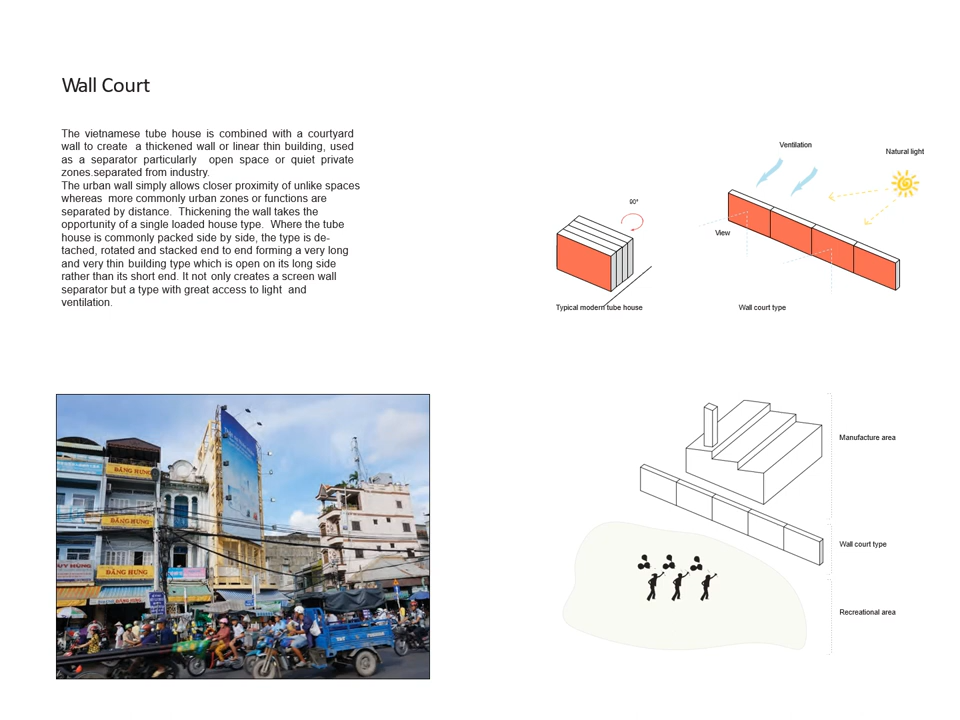 Wall Court
The vietnamese tube house is combined with a courtyard
wall to create a thickened wall or linear thin building, used
as a separator particularly open space or quiet private
zones.separated from industry.
The urban wall simply allows closer proximity of unlike spaces
whereas more commonly urban zones or functions are
separated by distance. Thickening the wall takes the
opportunity of a single loaded house type. Where the tube
house is commonly packed side by side, the type is de-
tached, rotated and stacked end to end forming a very long
and very thin building type which is open on its long side
rather than its short end. It not only creates a screen wall
separator but a type with great access to light and
ventilation.
Ventilation
Natural light
90°
View
Typical modern tube house
Wall court type
ĐĂNG HƯNG
ĐĂNG HƯNG
ĐĂNG HƯNG
Manufacture area
Wall court type
Recreational area